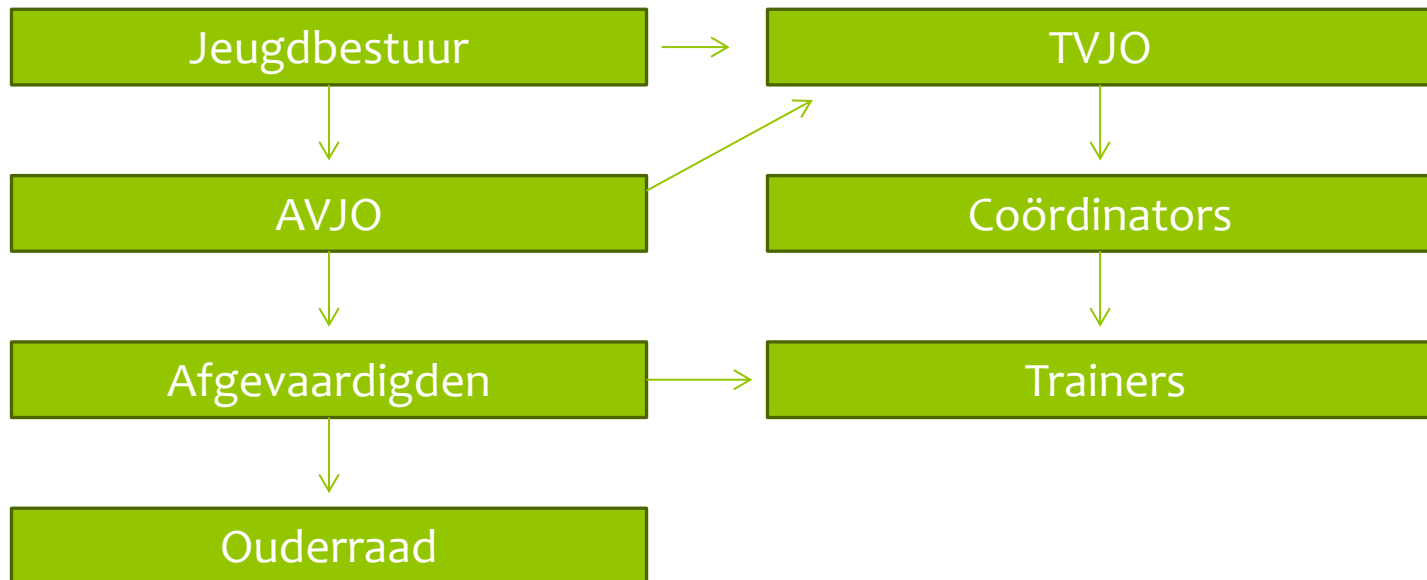 Jeugdbestuur
TVJO
AVJO
Coördinators
Afgevaardigden
Trainers
Ouderraad